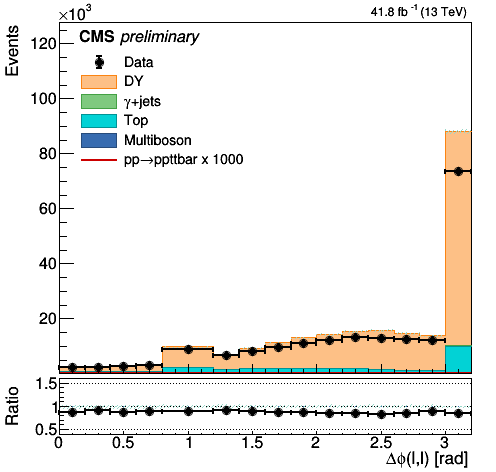 ×10³
41.8 fb⁻¹ (13 TeV)
Events
120
100
80
60
40
20
CMS preliminary
Data
DY
γ+jets
Top
Multiboson
pp→ppttbar x 1000
Ratio
1.5
1
0.5
0 0.5 1 1.5 2 2.5 3
Δϕ(l,l) [rad]